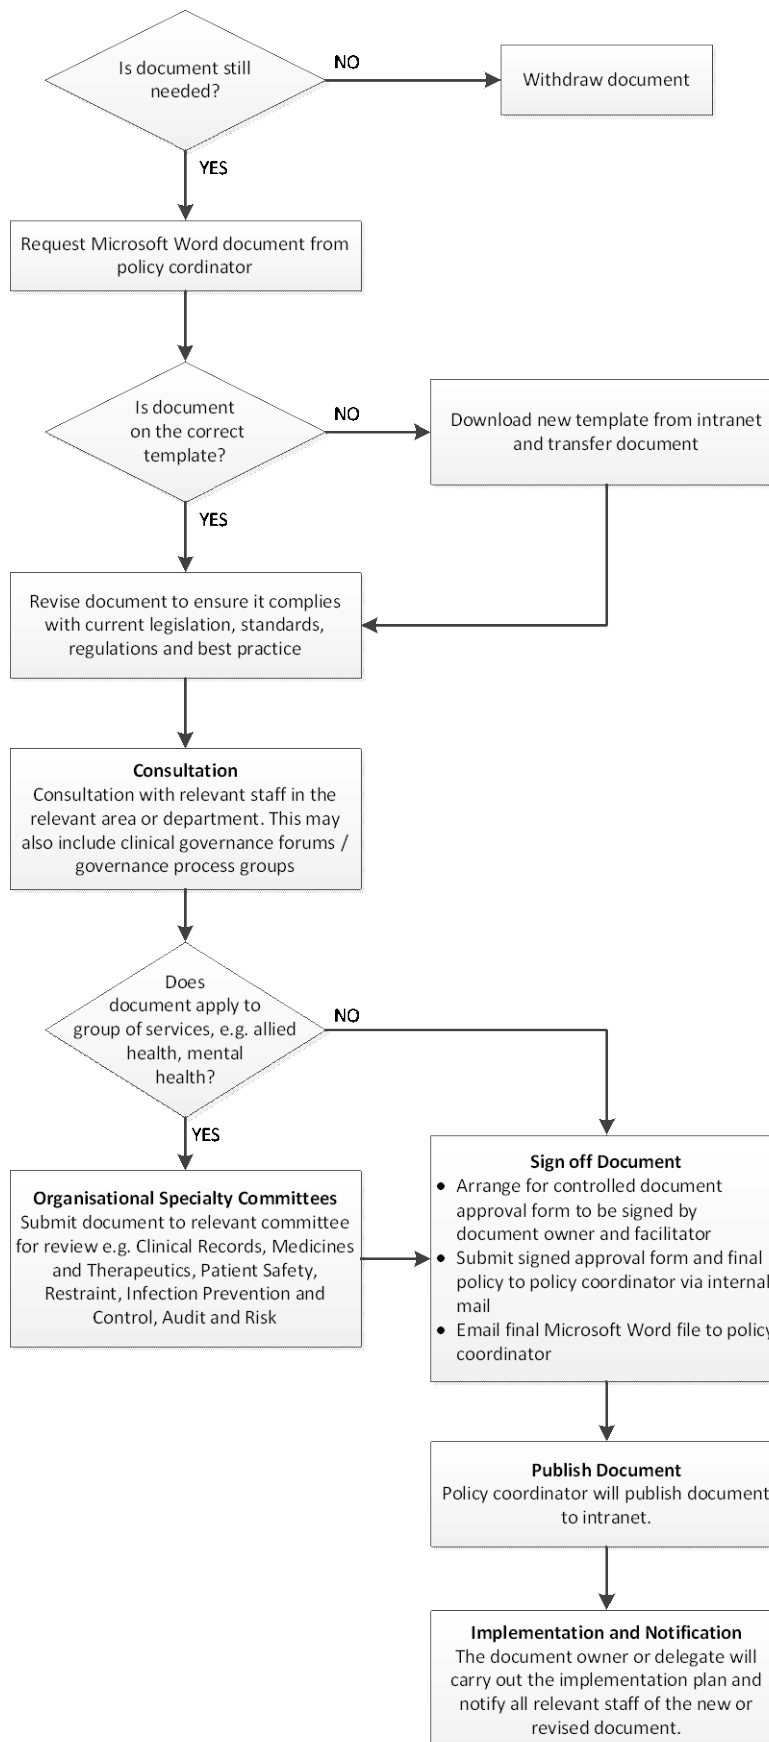 Is document still
needed?
NO
Withdraw document
YES
Request Microsoft Word document from
policy cordinator
Is document
on the correct
template?
NO
Download new template from intranet
and transfer document
YES
Revise document to ensure it complies
with current legislation, standards,
regulations and best practice
Consultation
Consultation with relevant staff in the
relevant area or department. This may
also include clinical governance forums /
governance process groups
Does
document apply to
group of services, e.g. allied
health, mental
health?
NO
YES
Organisational Specialty Committees
Submit document to relevant committee
for review e.g. Clinical Records, Medicines
and Therapeutics, Patient Safety,
Restraint, Infection Prevention and
Control, Audit and Risk
Sign off Document
• Arrange for controlled document
approval form to be signed by
document owner and facilitator
• Submit signed approval form and final
policy to policy coordinator via internal
mail
• Email final Microsoft Word file to policy
coordinator
Publish Document
Policy coordinator will publish document
to intranet.
Implementation and Notification
The document owner or delegate will
carry out the implementation plan and
notify all relevant staff of the new or
revised document.